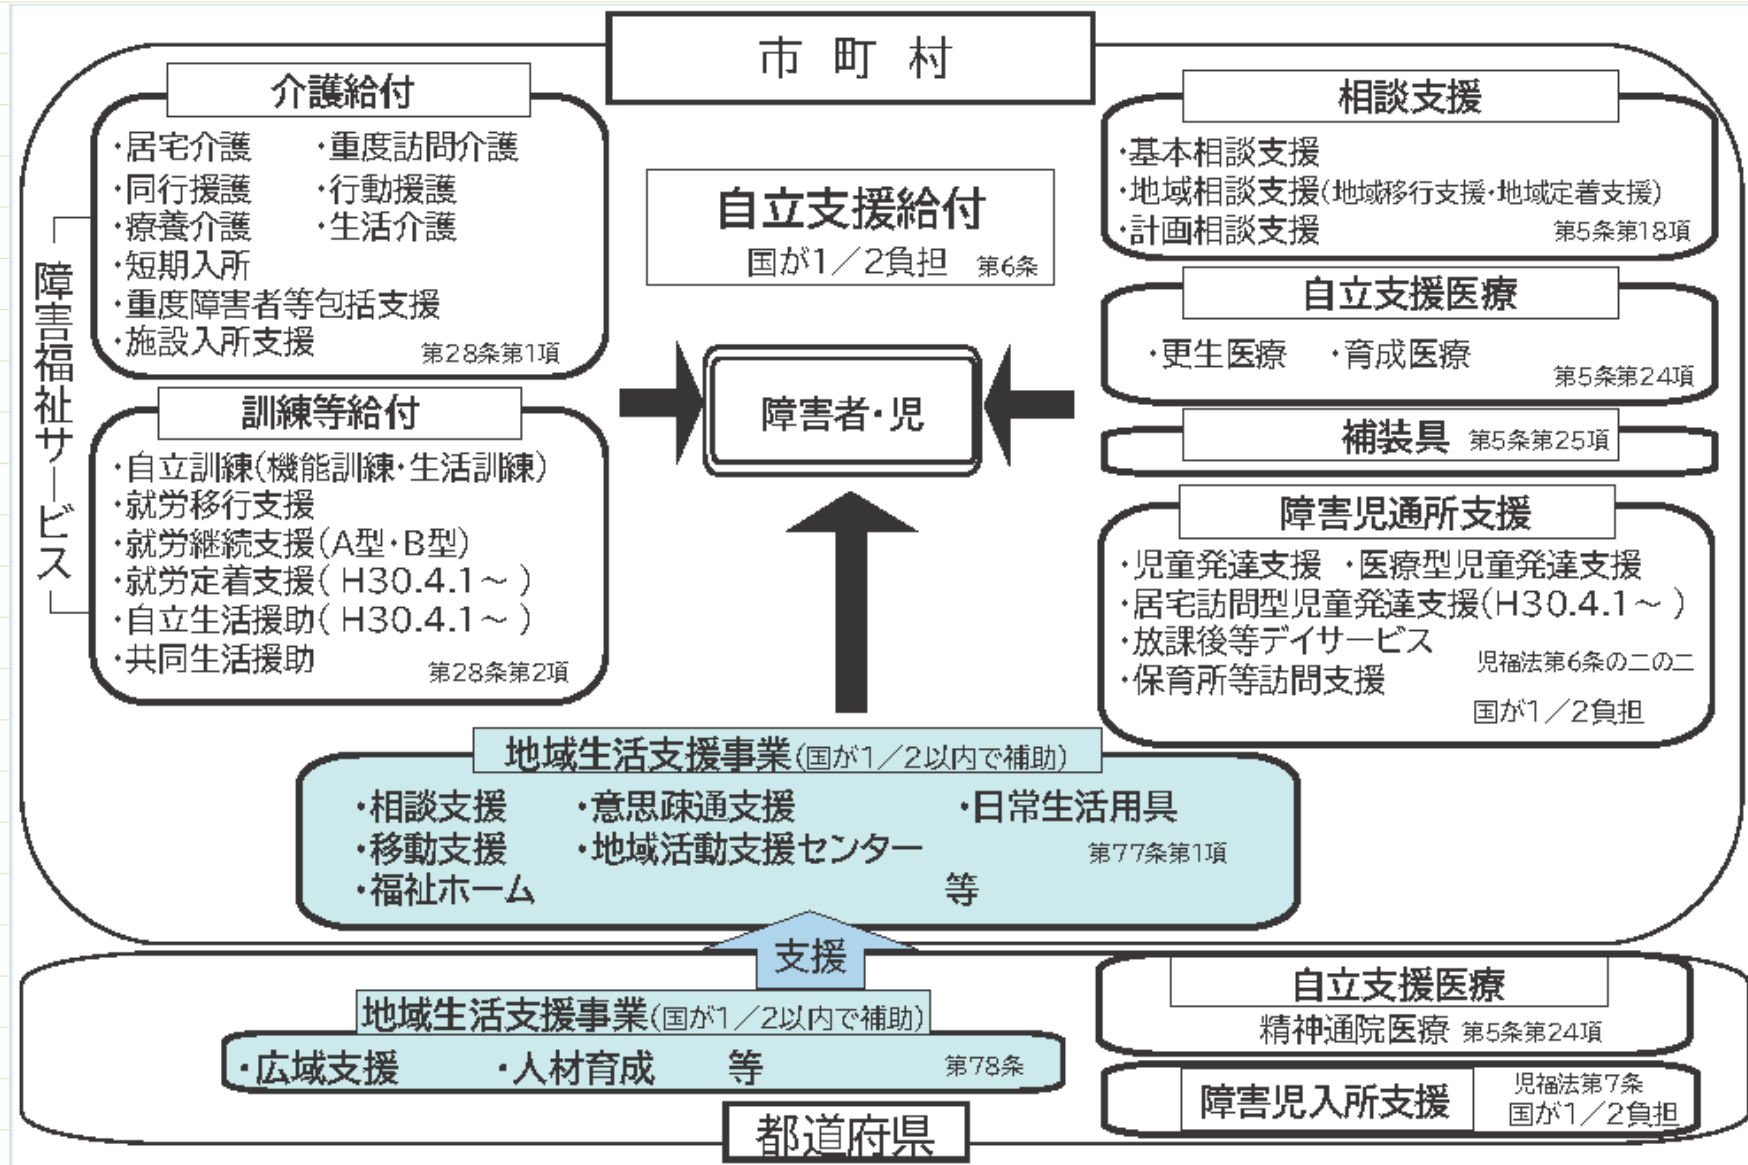 市町村
介護給付
・居宅介護 ・重度訪問介護
・同行援護 ・行動援護
・療養介護 ・生活介護
・短期入所
・重度障害者等包括支援
・施設入所支援 第28条第1項
障害福祉サービス
訓練等給付
・自立訓練(機能訓練・生活訓練)
・就労移行支援
・就労継続支援(A型・B型)
・就労定着支援( H30.4.1～ )
・自立生活援助( H30.4.1～ )
・共同生活援助 第28条第2項
自立支援給付
国が1／2負担 第6条
障害者・児
相談支援
・基本相談支援
・地域相談支援(地域移行支援・地域定着支援)
・計画相談支援 第5条第18項
自立支援医療
・更生医療 ・育成医療
第5条第24項
補装具 第5条第25項
障害児通所支援
・児童発達支援 ・医療型児童発達支援
・居宅訪問型児童発達支援(H30.4.1～ )
・放課後等デイサービス
児福法第6条の二の二
・保育所等訪問支援
国が1／2負担
地域生活支援事業(国が1／2以内で補助)
・相談支援 ・意思疎通支援 ・日常生活用具
・移動支援 ・地域活動支援センター 第77条第1項
・福祉ホーム 等
支援
地域生活支援事業(国が1／2以内で補助)
・広域支援 ・人材育成 等 第78条
自立支援医療
精神通院医療 第5条第24項
障害児入所支援
児福法第7条
国が1／2負担
都道府県